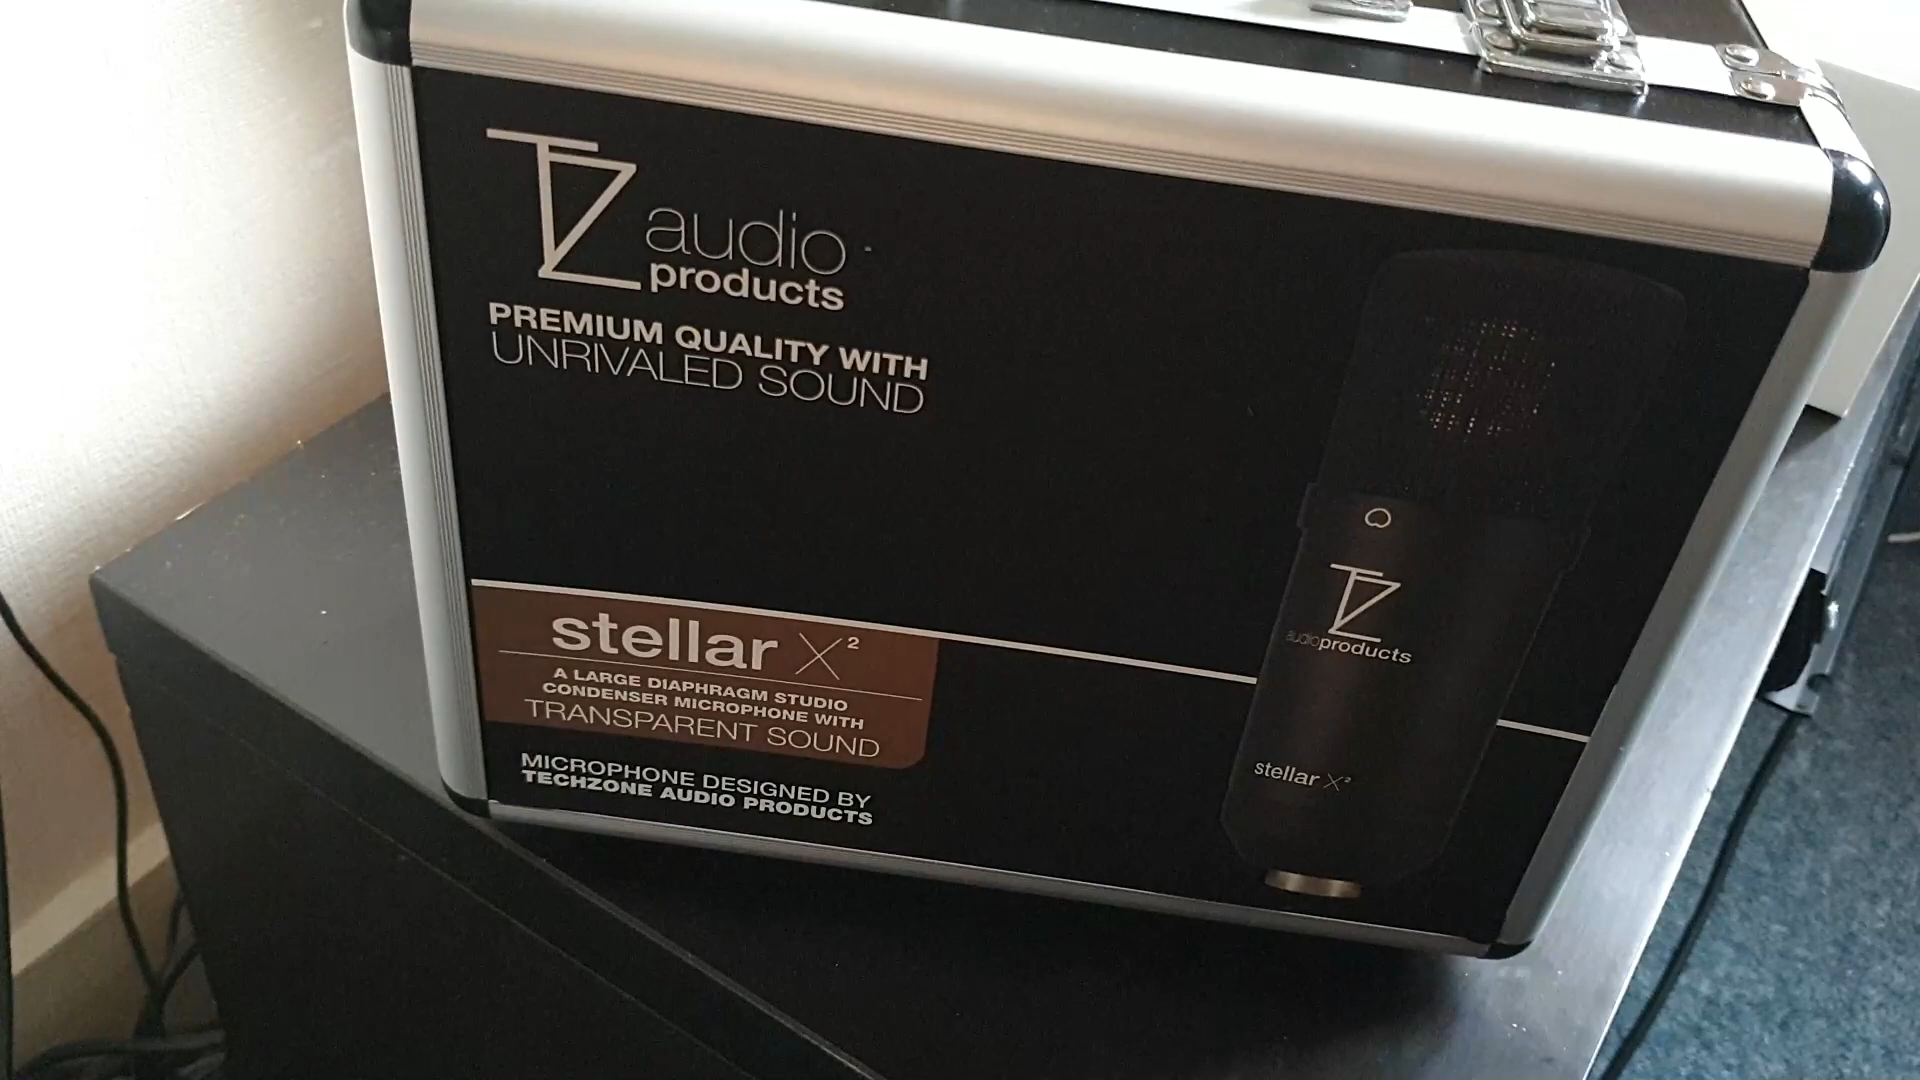 TZ audio
products
PREMIUM QUALITY WITH
UNRIVALED SOUND
stellar X²
A LARGE DIAPHRAGM STUDIO
CONDENSER MICROPHONE WITH
TRANSPARENT SOUND
MICROPHONE DESIGNED BY
TECHZONE AUDIO PRODUCTS
TZ
audioproducts
stellar X²